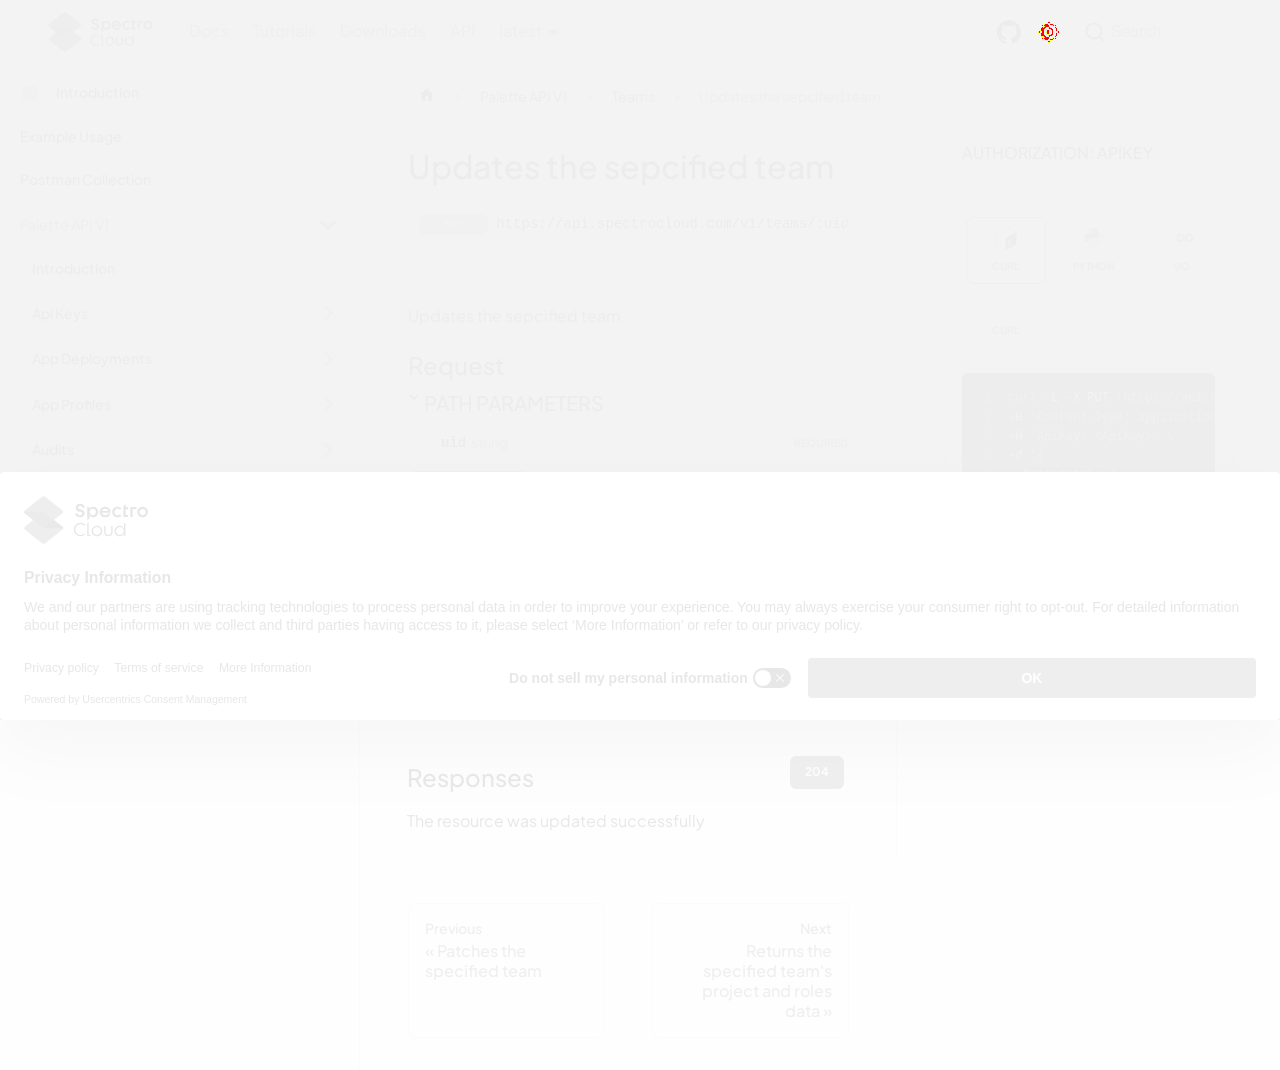 Spectro
Cloud
Docs Tutorials Downloads API latest
Search
Introduction
Example Usage
Postman Collection
Palette API V1
Introduction
Api Keys
App Deployments
App Profiles
Audits
Palette API V1
Teams
Updates the sepcified team
Updates the sepcified team
https://api.spectrocloud.com/v1/teams/:uid
Updates the sepcified team
Request
PATH PARAMETERS
uid string REQUIRED
AUTHORIZATION: APIKEY
CURL PYTHON GO
CURL
Spectro
Cloud
Privacy Information
We and our partners are using tracking technologies to process personal data in order to improve your experience. You may always exercise your consumer right to opt-out. For detailed information
about personal information we collect and third parties having access to it, please select 'More Information' or refer to our privacy policy.
Privacy policy Terms of service More Information
Do not sell my personal information
OK
Powered by Usercentrics Consent Management
Responses
204
The resource was updated successfully
Previous
« Patches the
specified team
Next
Returns the
specified team's
project and roles
data »